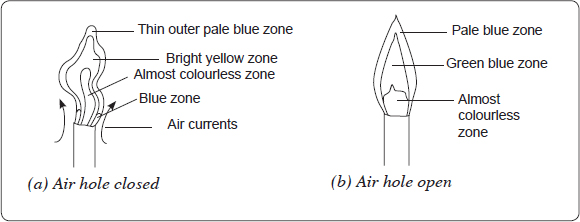 Thin outer pale blue zone
Bright yellow zone
Almost colourless zone
Blue zone
Air currents
(a) Air hole closed
Pale blue zone
Green blue zone
Almost
colourless
zone
(b) Air hole open